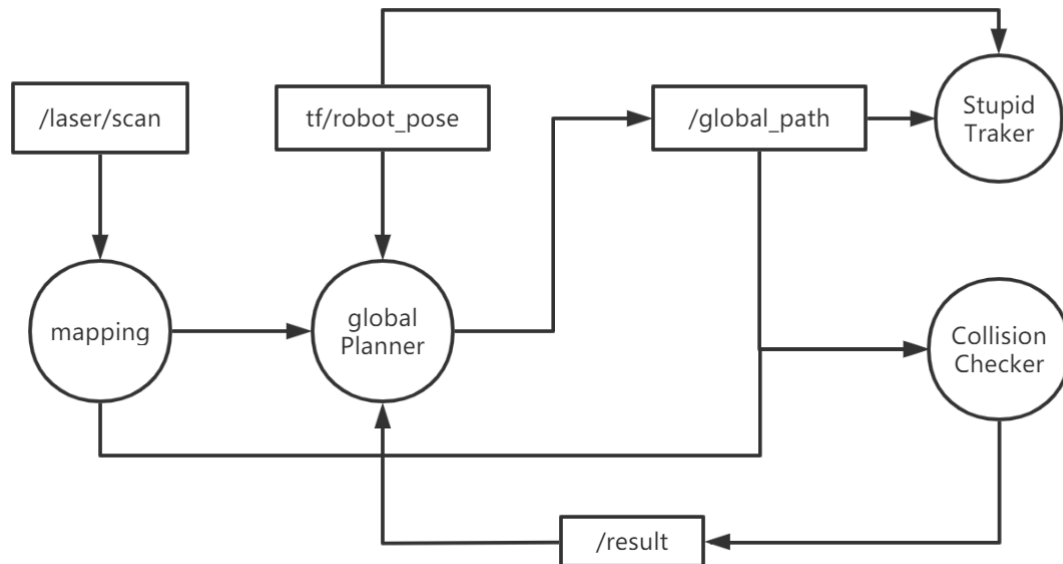 /laser/scan
tf/robot_pose
/global_path
Stupid
Traker
mapping
global
Planner
Collision
Checker
/result